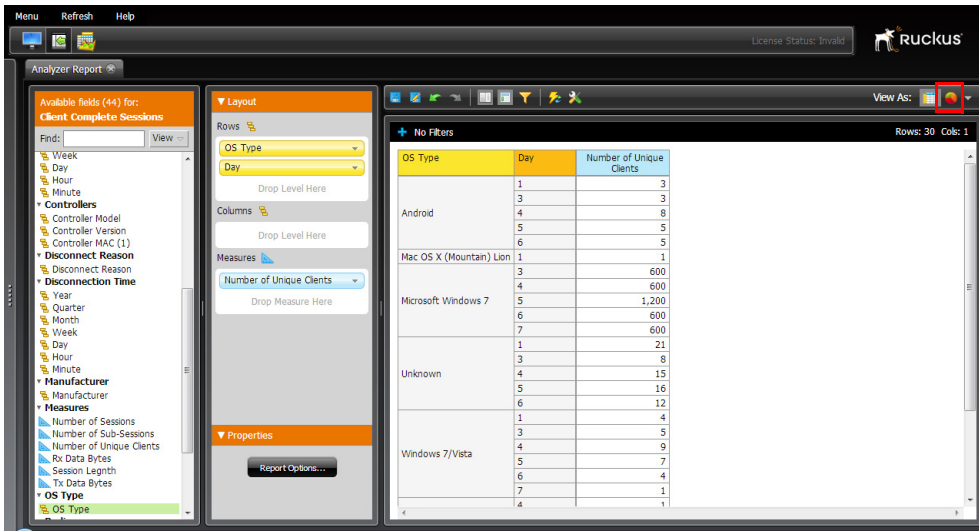 Menu Refresh Help
License Status: Invalid
RUCKUS
Analyzer Report
Available fields (44) for:
Client Complete Sessions
Find: View
Week
Day
Hour
Minute
Controllers
Controller Model
Controller Version
Controller MAC (1)
Disconnect Reason
Disconnect Reason
Disconnection Time
Year
Quarter
Month
Week
Day
Hour
Minute
Manufacturer
Manufacturer
Measures
Number of Sessions
Number of Sub-Sessions
Number of Unique Clients
Rx Data Bytes
Session Legnth
Tx Data Bytes
OS Type
OS Type
Layout
Rows
OS Type
Day
Drop Level Here
Columns
Drop Level Here
Measures
Number of Unique Clients
Drop Measure Here
Properties
Report Options...
View As:
No Filters Rows: 30 Cols: 1
OS Type Day Number of Unique
Clients
Android 1 3
3 3
4 8
5 5
6 5
Mac OS X (Mountain) Lion 1 1
Microsoft Windows 7 3 600
4 600
5 1,200
6 600
7 600
Unknown 1 21
3 8
4 15
5 16
6 12
Windows 7/Vista 1 4
3 5
4 9
5 7
6 4
7 1
4 1